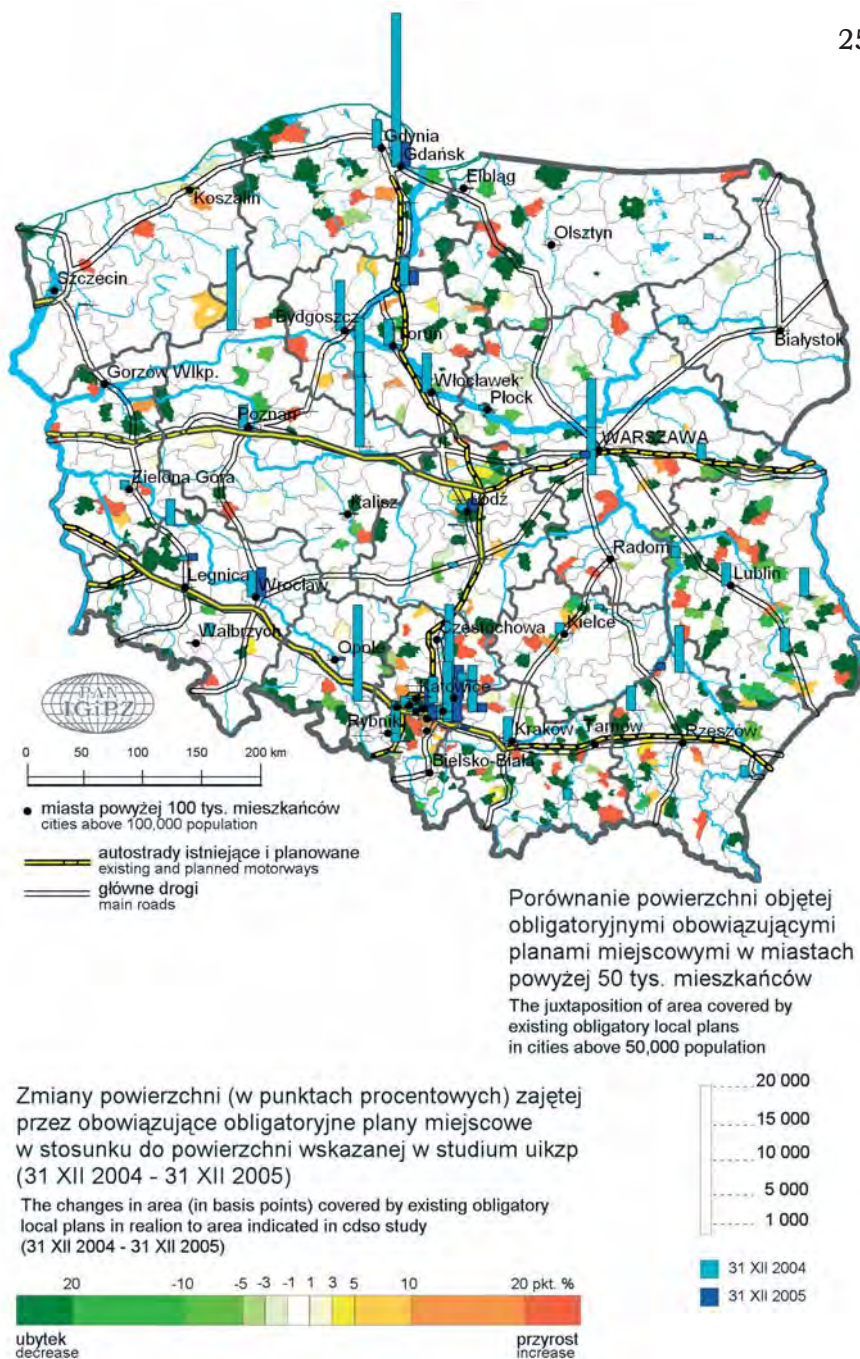 25
Gdynia
Gdańsk
Elbląg
Koszalin
Olsztyn
Szczecin
Bydgoszcz
Toruń
Białystok
Gorzów Wlkp.
Włocławek
Płock
Poznań
WARSZAWA
Zielona Góra
Kalisz
Łódź
Radom
Legnica
Wrocław
Lublin
Wałbrzych
Opole
Częstochowa
Kielce
PAN
IGiPZ
Katowice
Rybnik
Kraków
Tarnów
Rzeszów
Bielsko-Biała
0 50 100 150 200 km
miasta powyżej 100 tys. mieszkańców
cities above 100,000 population
autostrady istniejące i planowane
existing and planned motorways
główne drogi
main roads
Porównanie powierzchni objętej
obligatoryjnymi obowiązującymi
planami miejscowymi w miastach
powyżej 50 tys. mieszkańców
The juxtaposition of area covered by
existing obligatory local plans
in cities above 50,000 population
Zmiany powierzchni (w punktach procentowych) zajętej
przez obowiązujące obligatoryjne plany miejscowe
w stosunku do powierzchni wskazanej w studium uikzp
(31 XII 2004 - 31 XII 2005)
The changes in area (in basis points) covered by existing obligatory
local plans in realion to area indicated in cdso study
(31 XII 2004 - 31 XII 2005)
20 000
15 000
10 000
5 000
1 000
31 XII 2004
31 XII 2005
20 -10 -5 -3 -1 1 3 5 10 20 pkt. %
ubytek
decrease
przyrost
increase